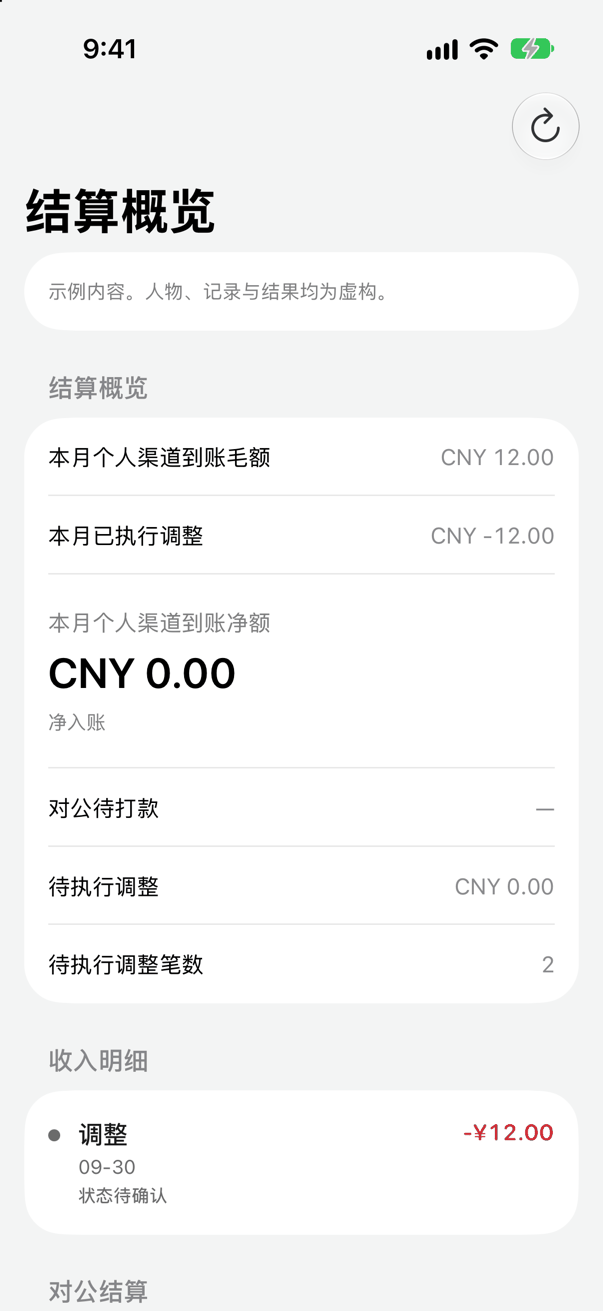 9:41
结算概览
示例内容。人物、记录与结果均为虚构。
结算概览
本月个人渠道到账毛额 CNY 12.00
本月已执行调整 CNY -12.00
本月个人渠道到账净额
CNY 0.00
净入账
对公待打款 —
待执行调整 CNY 0.00
待执行调整笔数 2
收入明细
调整 -¥12.00
09-30
状态待确认
对公结算